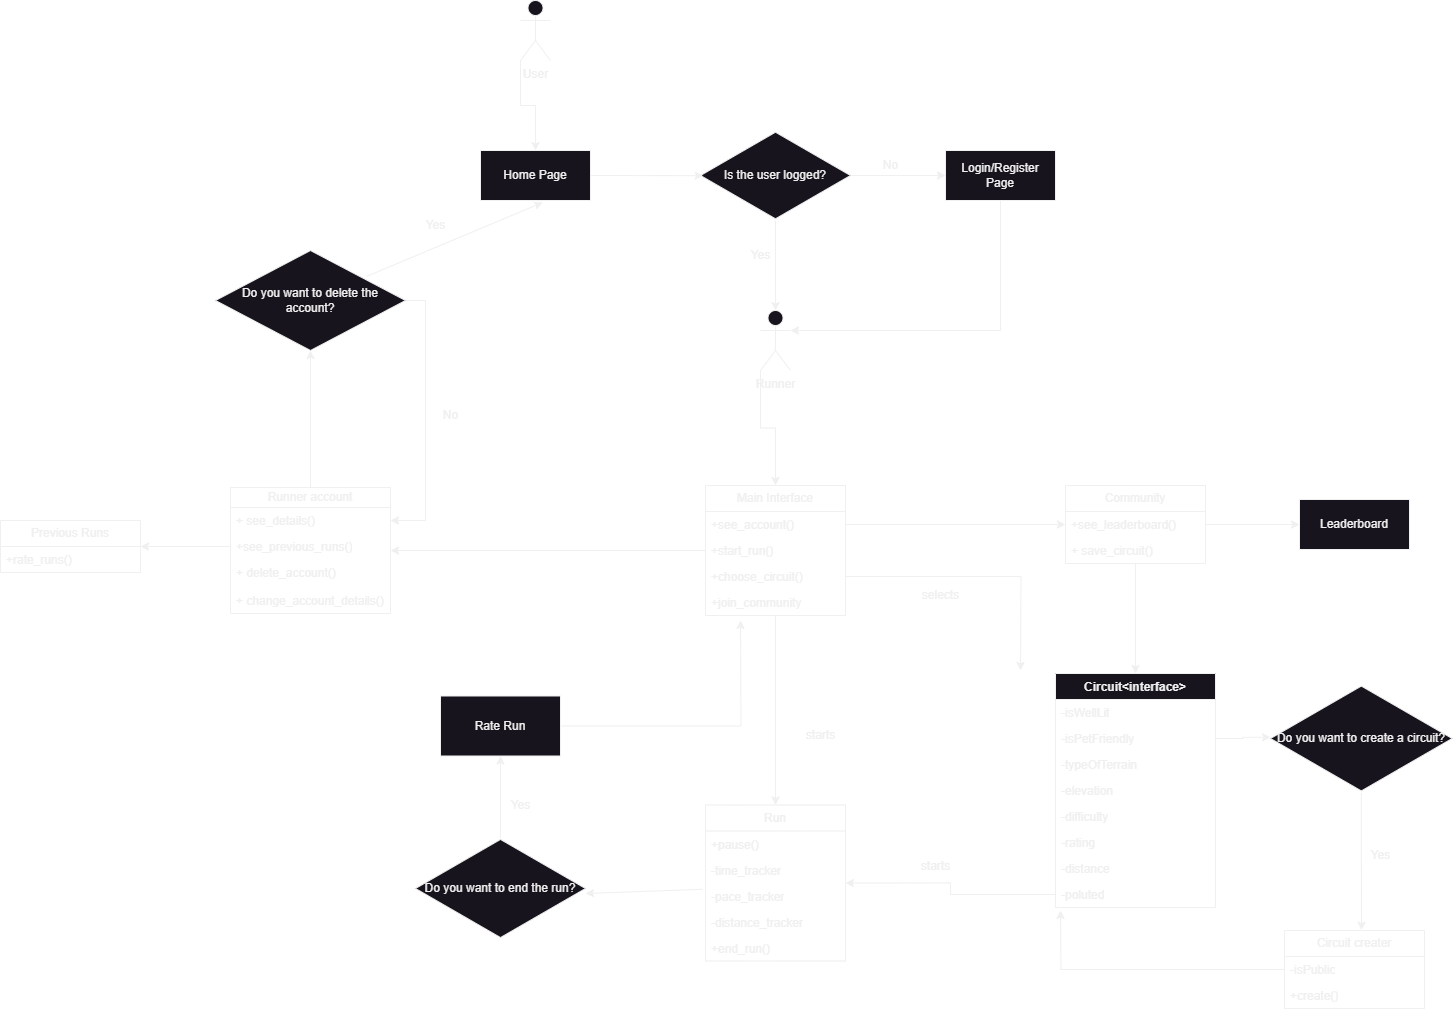 User
Home Page
Is the user logged?
No
Login/Register
Page
Yes
Yes
Do you want to delete the
account?
No
Runner
Runner account
+ see_details()
+see_previous_runs()
+ delete_account()
+ change_account_details()
Previous Runs
+rate_runs()
Main Interface
+see_account()
+start_run()
+choose_circuit()
+join_community
Community
+see_leaderboard()
+ save_circuit()
Leaderboard
selects
Circuit<interface>
-isWellLit
-isPetFriendly
-typeOfTerrain
-elevation
-difficulty
-rating
-distance
-poluted
Do you want to create a circuit?
Rate Run
starts
Yes
Run
+pause()
-time_tracker
-pace_tracker
-distance_tracker
+end_run()
Do you want to end the run?
starts
Yes
Circuit creater
-isPublic
+create()